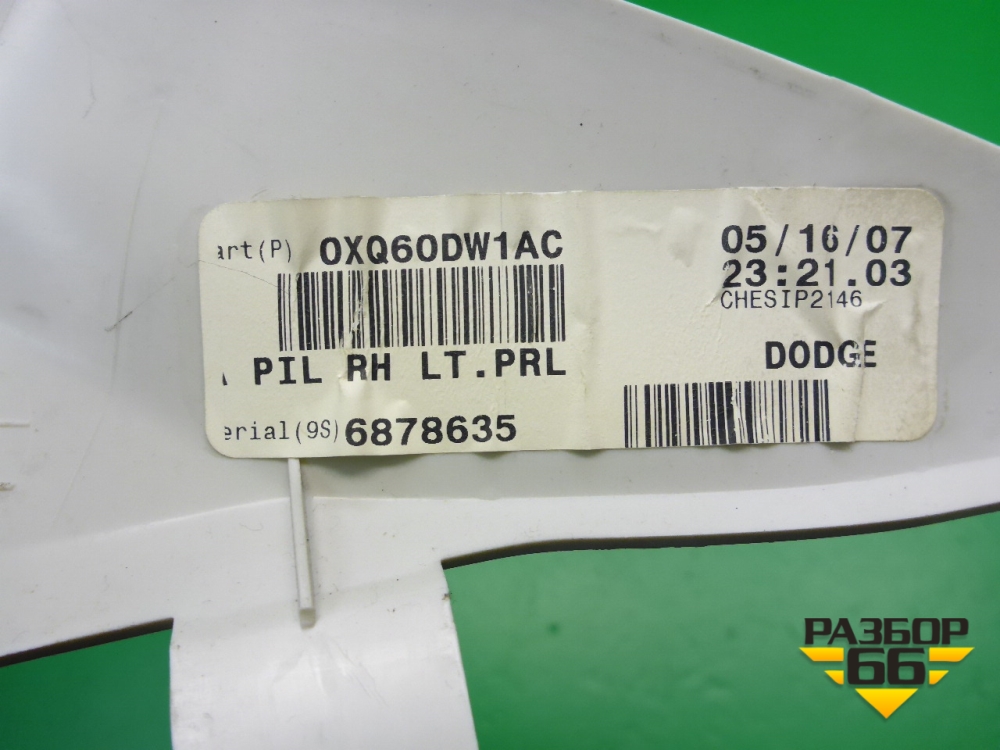 art(P) 0XQ60DW1AC
05/16/07
23:21.03
CHESIP2146
PIL RH LT.PRL
DODGE
erial(9S) 6878635
РАЗБОР
66